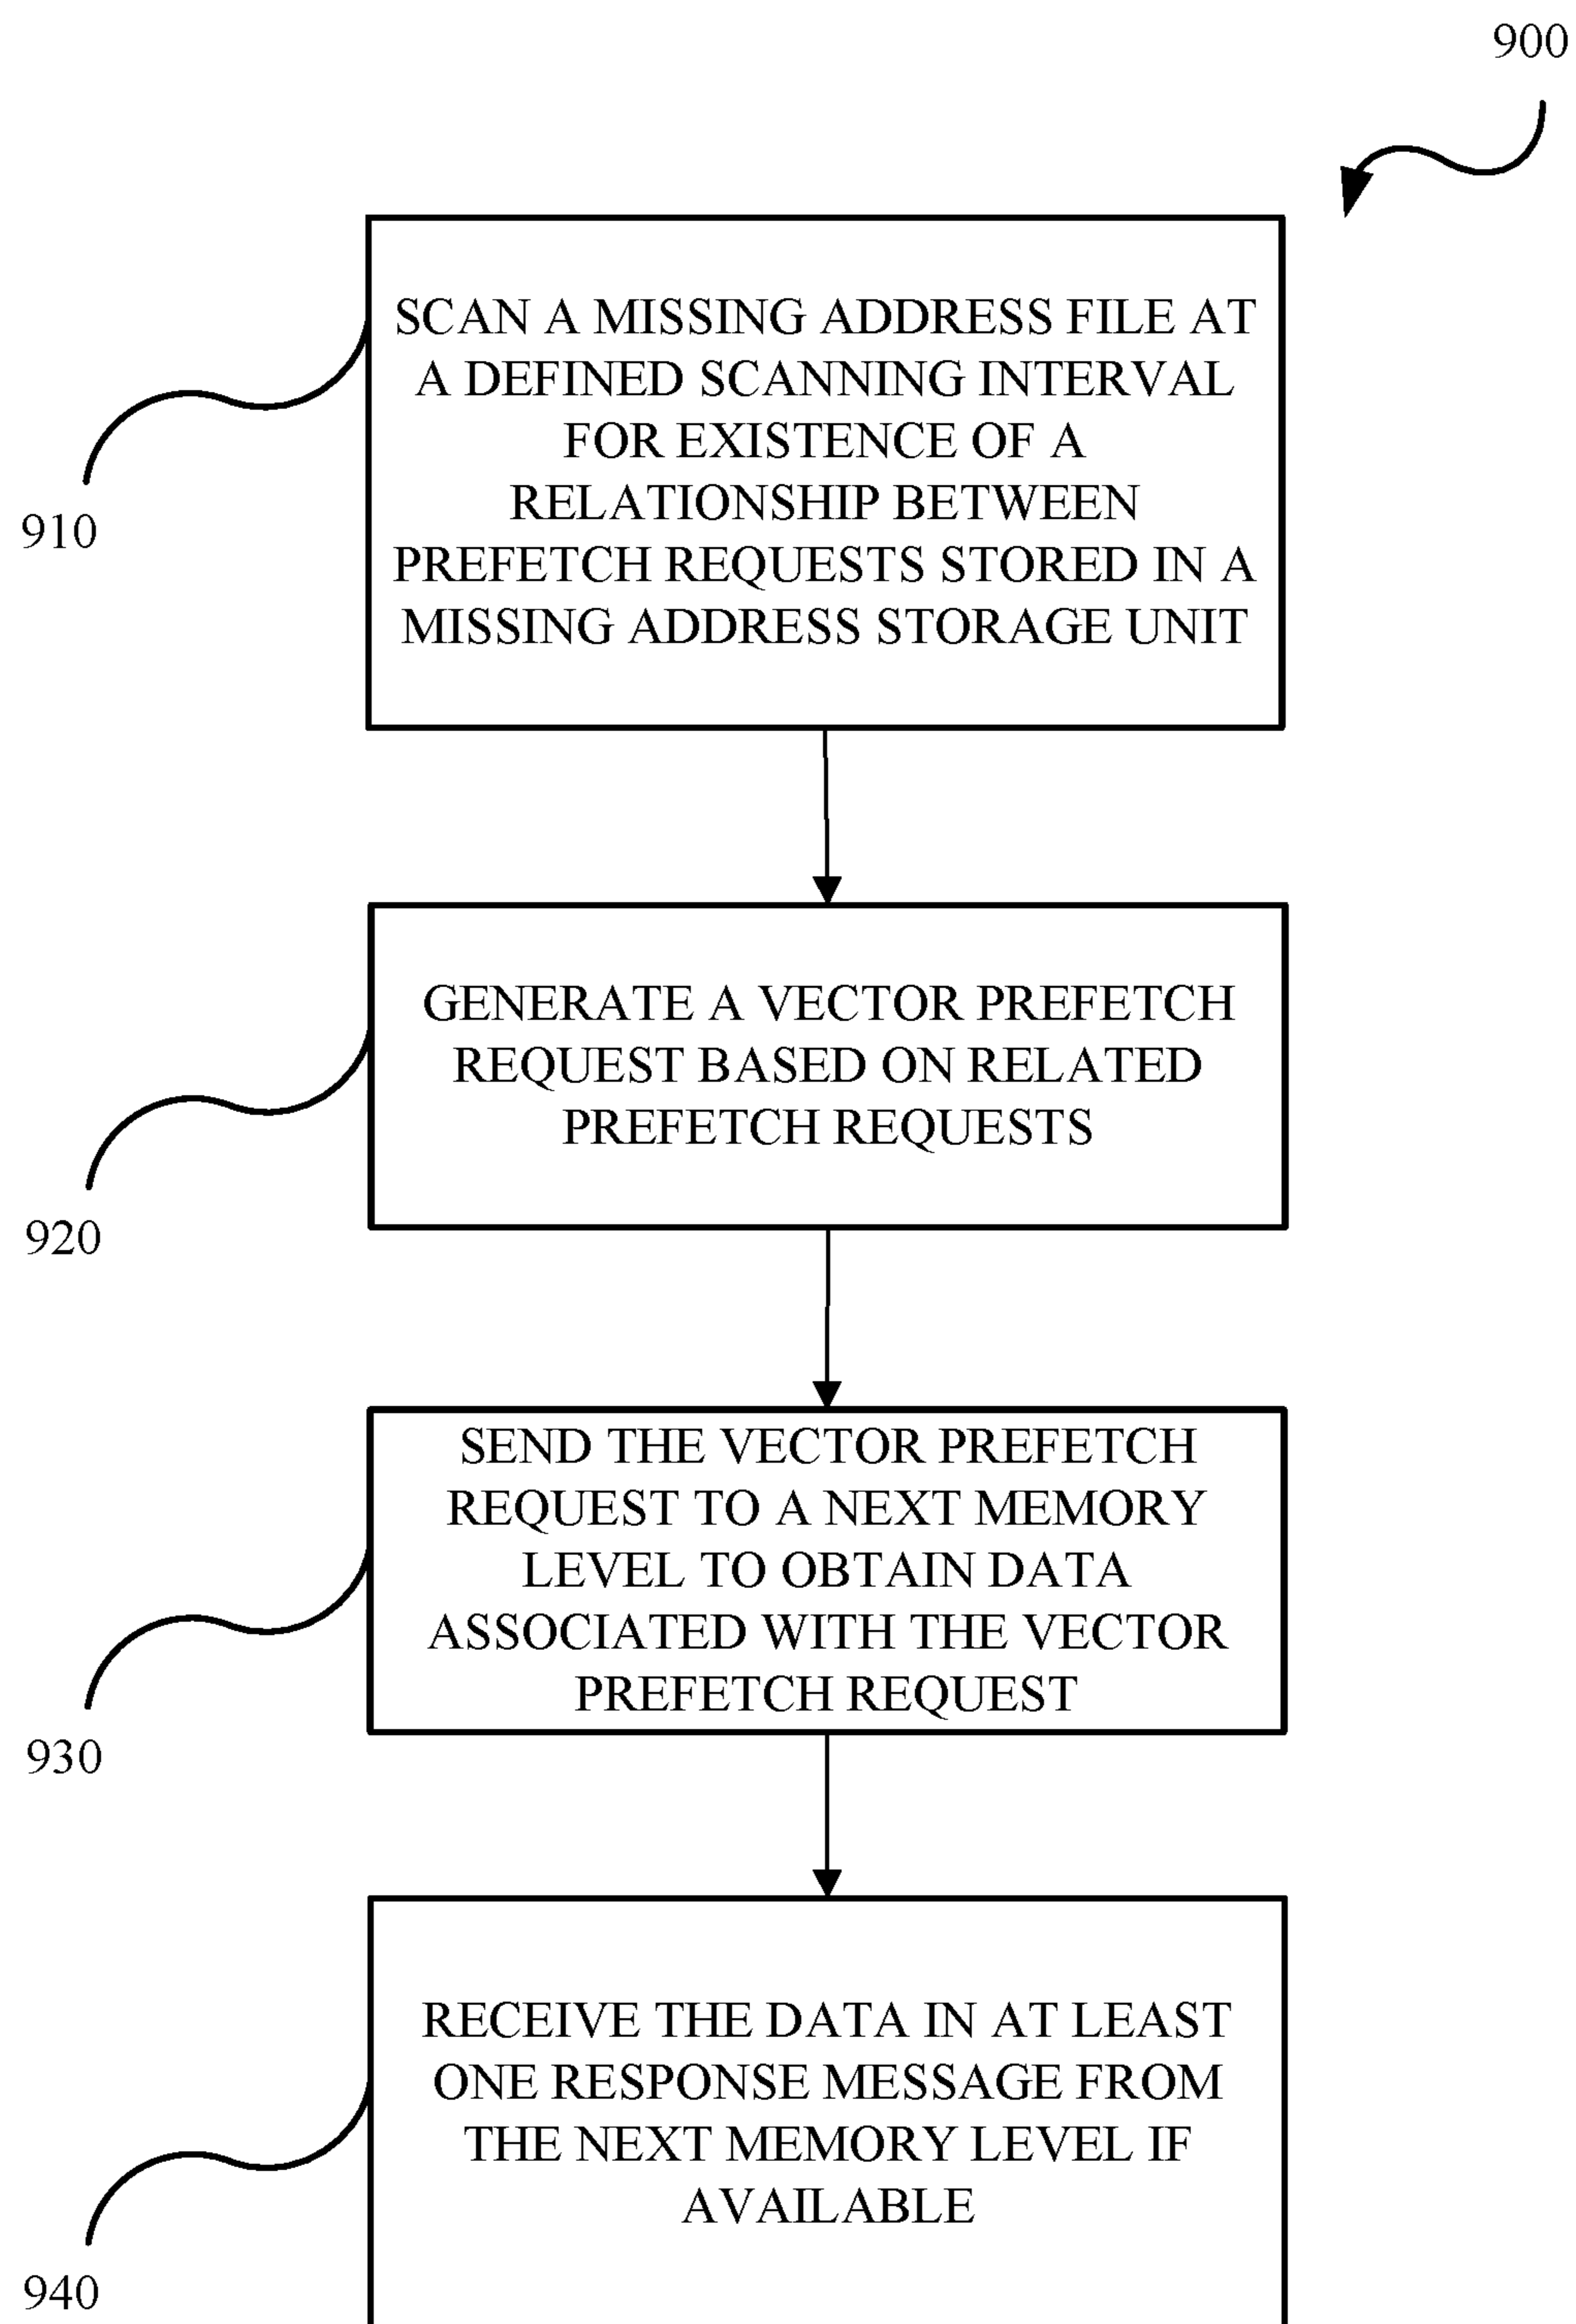 900
SCAN A MISSING ADDRESS FILE AT
A DEFINED SCANNING INTERVAL
FOR EXISTENCE OF A
RELATIONSHIP BETWEEN
PREFETCH REQUESTS STORED IN A
MISSING ADDRESS STORAGE UNIT
910
GENERATE A VECTOR PREFETCH
REQUEST BASED ON RELATED
PREFETCH REQUESTS
920
SEND THE VECTOR PREFETCH
REQUEST TO A NEXT MEMORY
LEVEL TO OBTAIN DATA
ASSOCIATED WITH THE VECTOR
PREFETCH REQUEST
930
RECEIVE THE DATA IN AT LEAST
ONE RESPONSE MESSAGE FROM
THE NEXT MEMORY LEVEL IF
AVAILABLE
940